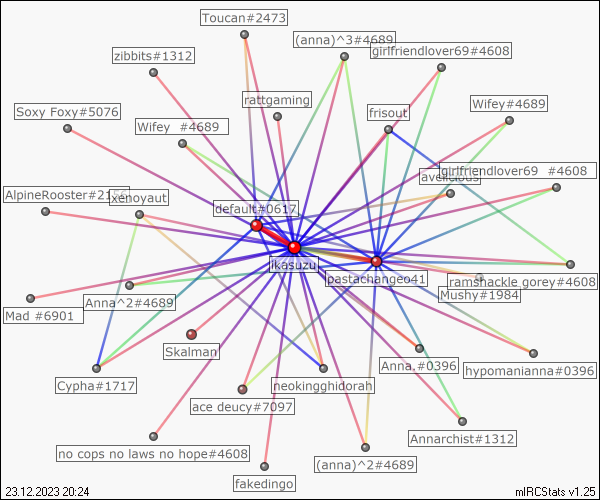 Toucan#2473
(anna)^3#4689
girlfriendlover69#4608
zibbits#1312
rattgaming
Soxy Foxy#5076
frisout
Wifey#4689
Wifey  #4689
girlfriendlover69  #4608
AlpineRooster#2156
xenoyaut
default#0617
ikasuzu
pastachangeo41
ramshackle gorey#4608
Mushy#1984
Anna^2#4689
Mad #6901
Skalman
Anna.#0396
hypomanianna#0396
Cypha#1717
neokingghidorah
ace deucy#7097
Annarchist#1312
no cops no laws no hope#4608
(anna)^2#4689
fakedingo
23.12.2023 20:24
mIRCStats v1.25